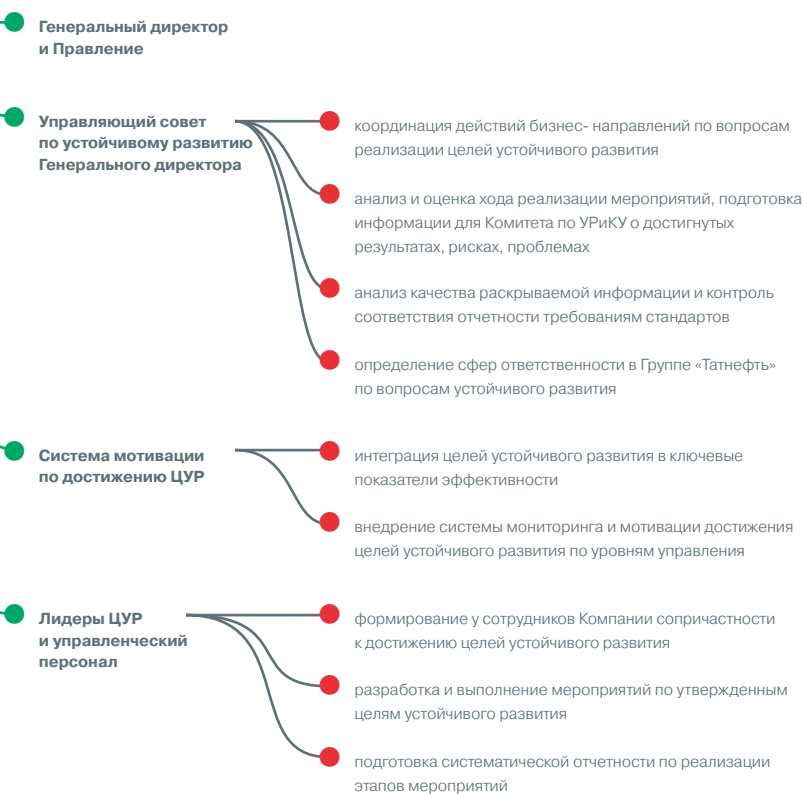 Генеральный директор
и Правление
Управляющий совет
по устойчивому развитию
Генерального директора
координация действий бизнес- направлений по вопросам
реализации целей устойчивого развития
анализ и оценка хода реализации мероприятий, подготовка
информации для Комитета по УРиКУ о достигнутых
результатах, рисках, проблемах
анализ качества раскрываемой информации и контроль
соответствия отчетности требованиям стандартов
определение сфер ответственности в Группе «Татнефть»
по вопросам устойчивого развития
Система мотивации
по достижению ЦУР
интеграция целей устойчивого развития в ключевые
показатели эффективности
внедрение системы мониторинга и мотивации достижения
целей устойчивого развития по уровням управления
Лидеры ЦУР
и управленческий
персонал
формирование у сотрудников Компании сопричастности
к достижению целей устойчивого развития
разработка и выполнение мероприятий по утвержденным
целям устойчивого развития
подготовка систематической отчетности по реализации
этапов мероприятий